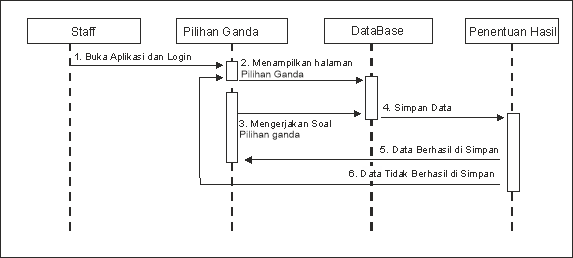 Staff
Pilihan Ganda
DataBase
Penentuan Hasil
1. Buka Aplikasi dan Login
2. Menampilkan halaman
Pilihan Ganda
3. Mengerjakan Soal
Pilihan ganda
4. Simpan Data
5. Data Berhasil di Simpan
6. Data Tidak Berhasil di Simpan